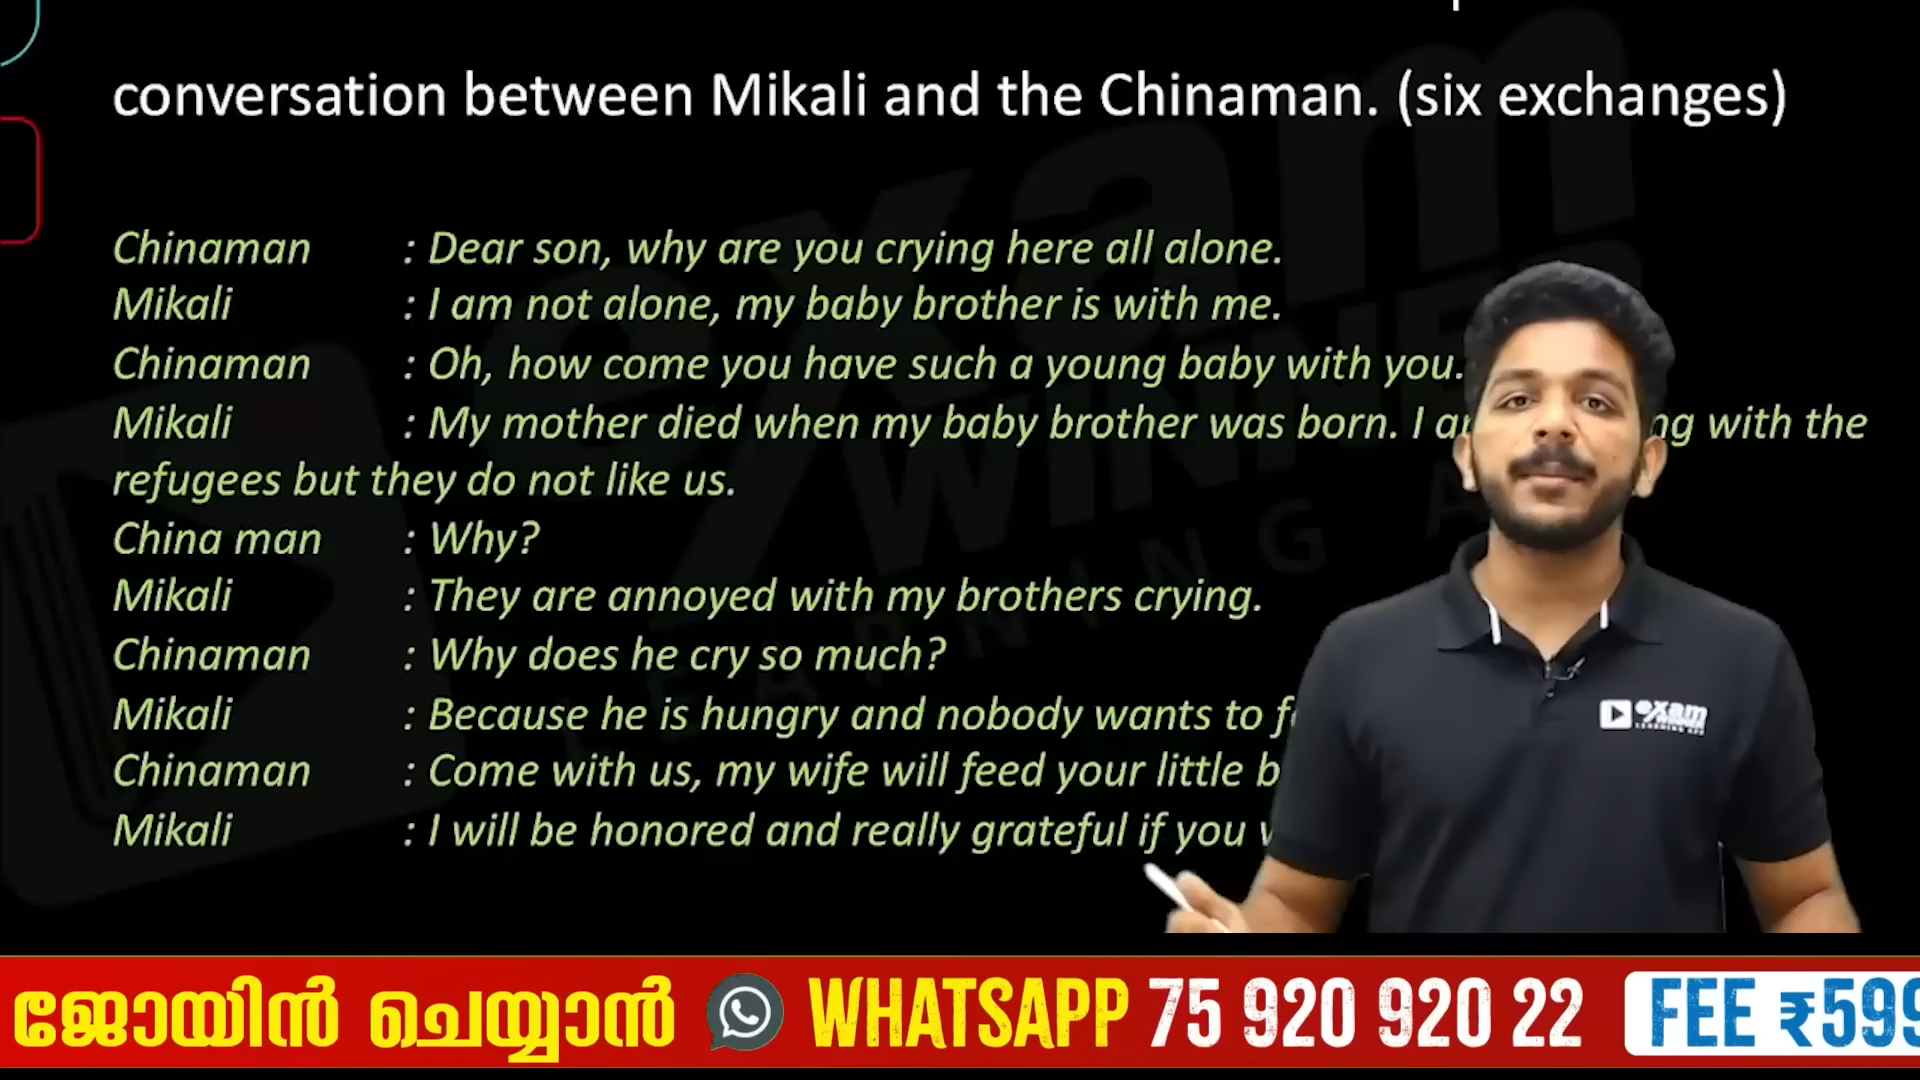 conversation between Mikali and the Chinaman. (six exchanges)
Chinaman : Dear son, why are you crying here all alone.
Mikali : I am not alone, my baby brother is with me.
Chinaman : Oh, how come you have such a young baby with you.
Mikali : My mother died when my baby brother was born. I with the
refugees but they do not like us.
China man : Why?
Mikali : They are annoyed with my brothers crying.
Chinaman : Why does he cry so much?
Mikali : Because he is hungry and nobody wants to
Chinaman : Come with us, my wife will feed your little
Mikali : I will be honored and really grateful if you
exam
WINNER
LEARNING
exam
ജോയിൻ ചെയ്യാൻ WHATSAPP 75 920 920 22 FEE ₹599